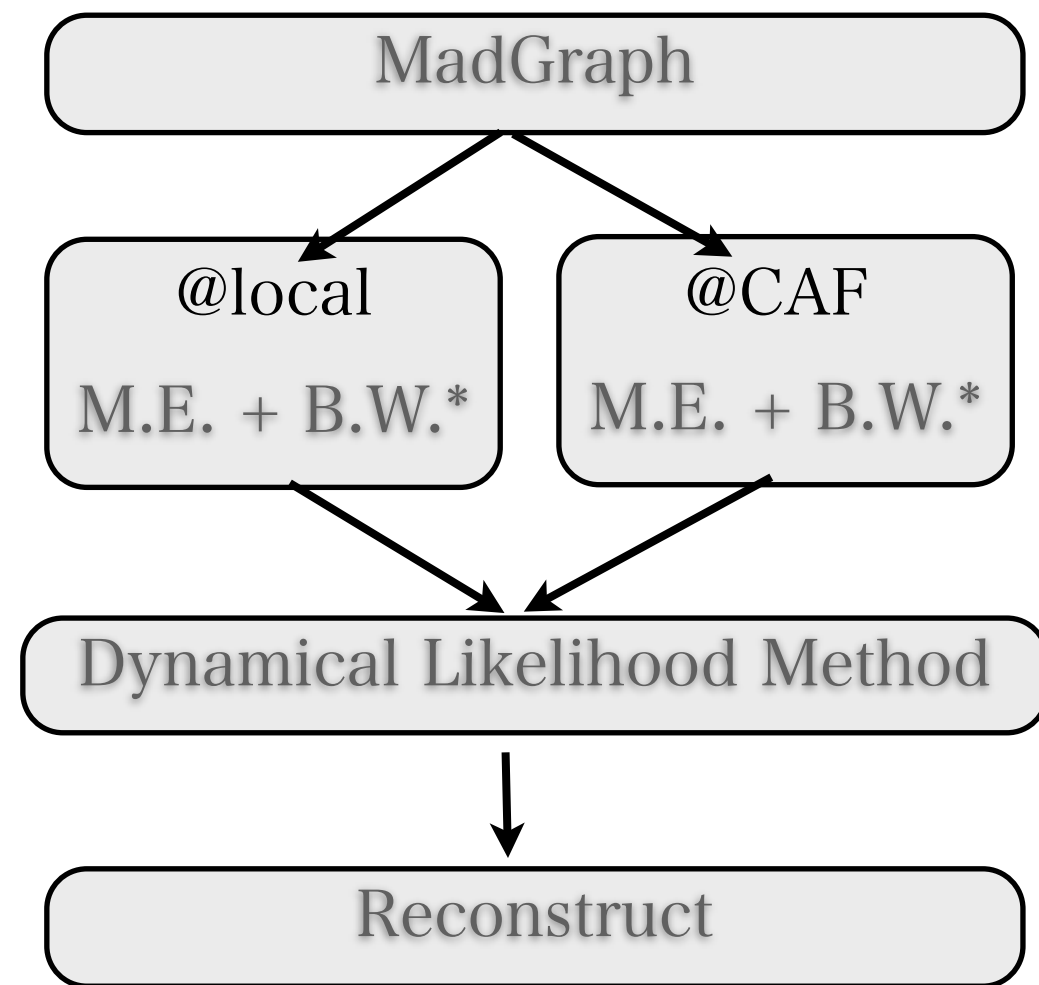 MadGraph
@local
M.E. + B.W.*
@CAF
M.E. + B.W.*
Dynamical Likelihood Method
Reconstruct